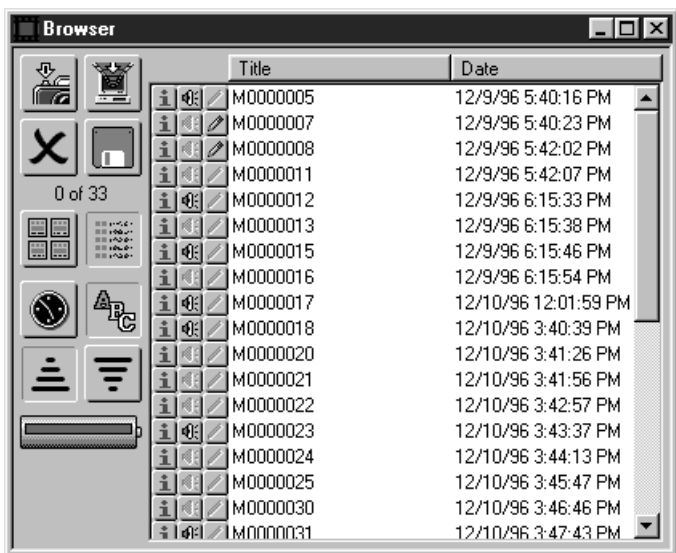 Browser
Title Date
M0000005 12/9/96 5:40:16 PM
M0000007 12/9/96 5:40:23 PM
M0000008 12/9/96 5:42:02 PM
M0000011 12/9/96 5:42:07 PM
0 of 33
M0000012 12/9/96 6:15:33 PM
M0000013 12/9/96 6:15:38 PM
M0000015 12/9/96 6:15:46 PM
M0000016 12/9/96 6:15:54 PM
M0000017 12/10/96 12:01:59 PM
ABC
M0000018 12/10/96 3:40:39 PM
M0000020 12/10/96 3:41:26 PM
M0000021 12/10/96 3:41:56 PM
M0000022 12/10/96 3:42:57 PM
M0000023 12/10/96 3:43:37 PM
M0000024 12/10/96 3:44:13 PM
M0000025 12/10/96 3:45:47 PM
M0000030 12/10/96 3:46:46 PM
M0000031 12/10/96 3:47:43 PM